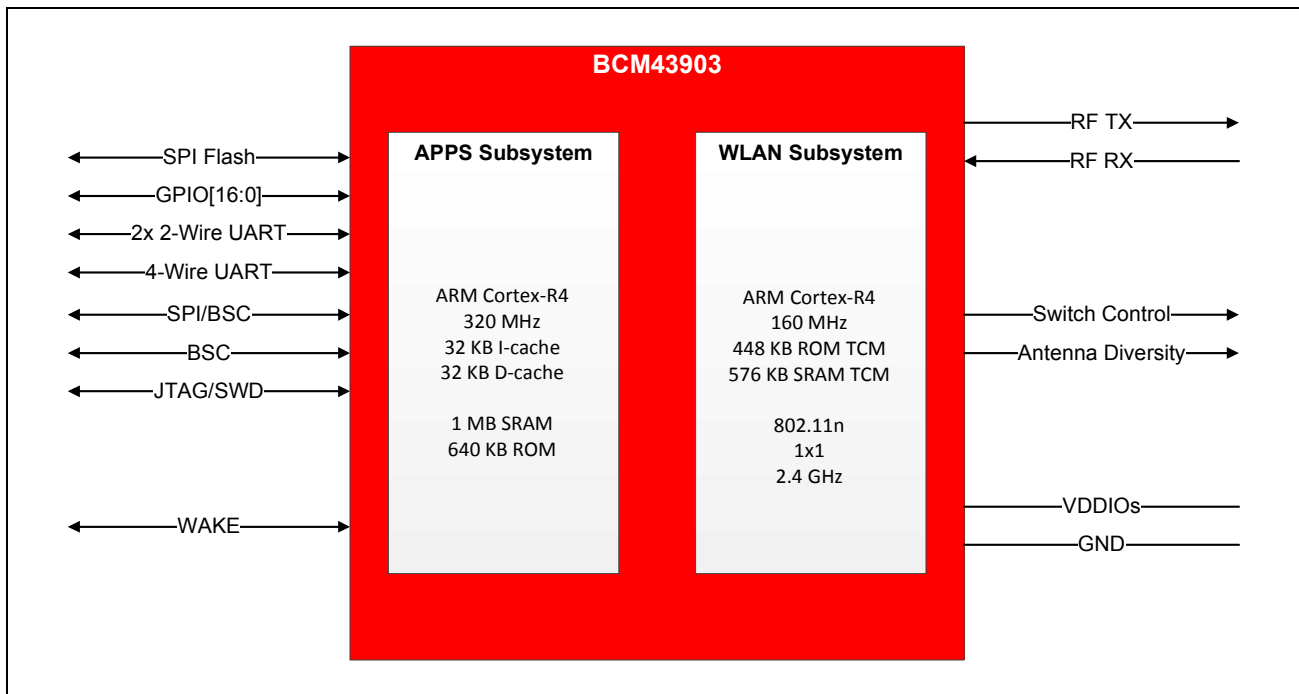 BCM43903
SPI Flash
GPIO[16:0]
2x 2-Wire UART
4-Wire UART
SPI/BSC
BSC
JTAG/SWD
WAKE
APPS Subsystem
ARM Cortex-R4
320 MHz
32 KB I-cache
32 KB D-cache
1 MB SRAM
640 KB ROM
WLAN Subsystem
ARM Cortex-R4
160 MHz
448 KB ROM TCM
576 KB SRAM TCM
802.11n
1x1
2.4 GHz
RF TX
RF RX
Switch Control
Antenna Diversity
VDDIOs
GND